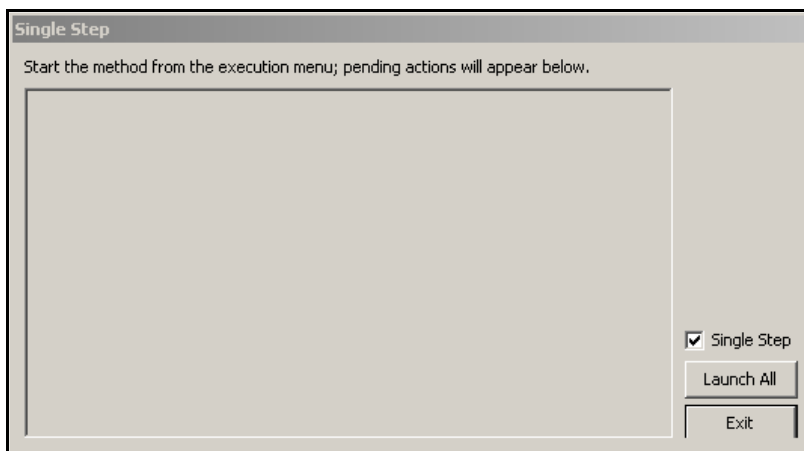 Single Step
Start the method from the execution menu; pending actions will appear below.
Single Step
Launch All
Exit